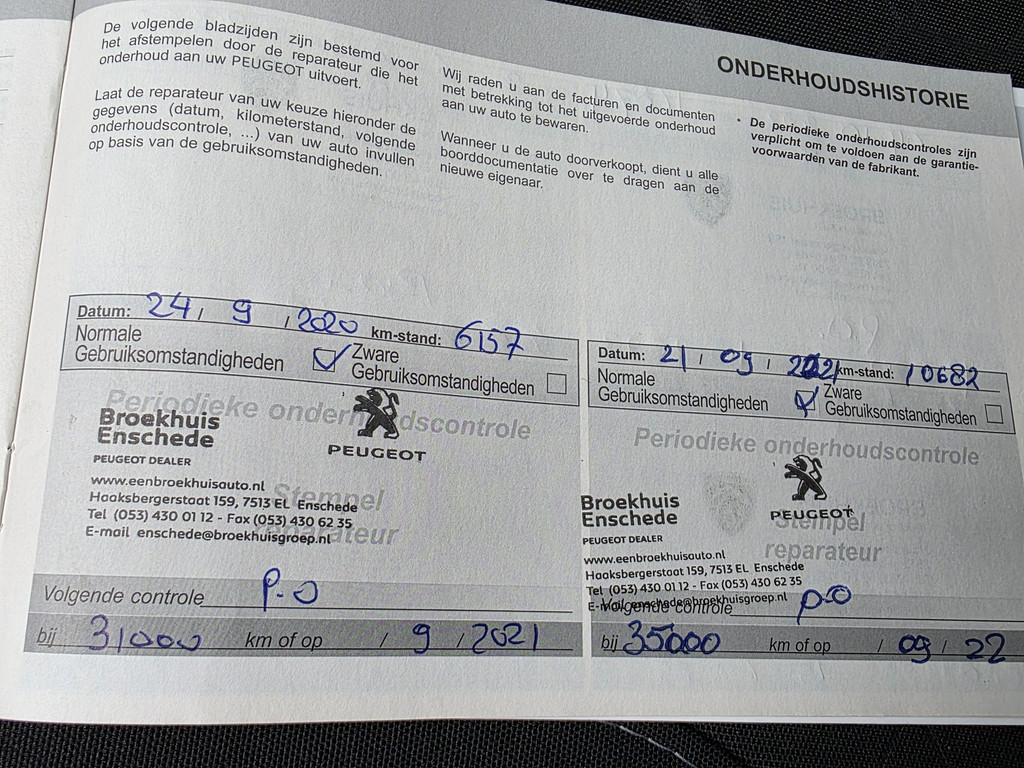 De volgende bladzijden zijn bestemd voor
het afstempelen door de reparateur die het
onderhoud aan uw PEUGEOT uitvoert.
Laat de reparateur van uw keuze hieronder de
gegevens (datum, kilometerstand, volgende
onderhoudscontrole, ...) van uw auto invullen
op basis van de gebruiksomstandigheden.
Wij raden u aan de facturen en documenten
met betrekking tot het uitgevoerde onderhoud
aan uw auto te bewaren.
Wanneer u de auto doorverkoopt, dient u alle
boorddocumentatie over te dragen aan de
nieuwe eigenaar.
ONDERHOUDSHISTORIE
• De periodieke onderhoudscontroles zijn
verplicht om te voldoen aan de garantie-
voorwaarden van de fabrikant.
Datum: 24 / 9 / 2020 km-stand: 6157
Normale
Gebruiksomstandigheden
Zware
Gebruiksomstandigheden
Periodieke onderhoudscontrole
Broekhuis
Enschede
PEUGEOT DEALER
PEUGEOT
www.eenbroekhuisauto.nl
Haaksbergerstaat 159, 7513 EL Enschede
Tel (053) 430 01 12 - Fax (053) 430 62 35
E-mail enschede@broekhuisgroep.nl
Stempel
reparateur
Volgende controle P-O
bij 31000 km of op / 9 / 2021
Datum: 21 / 09 / 2021 km-stand: 10682
Normale
Gebruiksomstandigheden
Zware
Gebruiksomstandigheden
Periodieke onderhoudscontrole
Broekhuis
Enschede
PEUGEOT DEALER
PEUGEOT
Stempel
reparateur
www.eenbroekhuisauto.nl
Haaksbergerstaat 159, 7513 EL Enschede
Tel (053) 430 01 12 - Fax (053) 430 62 35
E-mail enschede@broekhuisgroep.nl
Volgende controle P-O
bij 35000 km of op / 09 / 22